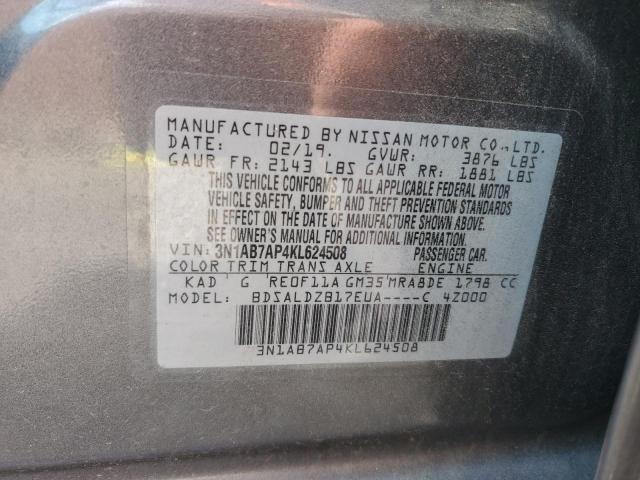 MANUFACTURED BY NISSAN MOTOR CO., LTD.
DATE: 02/19. GVWR: 3876 LBS
GAWR FR: 2143 LBS GAWR RR: 1881 LBS
THIS VEHICLE CONFORMS TO ALL APPLICABLE FEDERAL MOTOR
VEHICLE SAFETY, BUMPER AND THEFT PREVENTION STANDARDS
IN EFFECT ON THE DATE OF MANUFACTURE SHOWN ABOVE.
SEE OWNER'S MANUAL FOR ADDITIONAL INFORMATION.
VIN: 3N1AB7AP4KL624508 PASSENGER CAR.
COLOR TRIM TRANS AXLE ENGINE
KAD G RE0F11A GM35 MRA8DE 1798 CC
BDSALDZB17EUA----C 4Z000
3N1AB7AP4KL624508